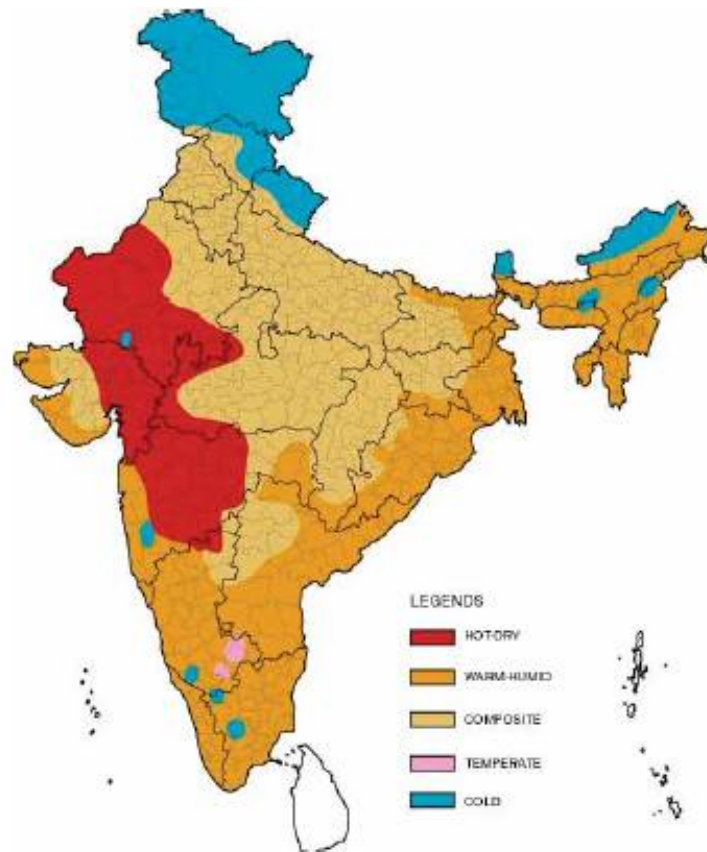 LEGENDS
HOT-DRY
WARM-HUMID
COMPOSITE
TEMPERATE
COLD